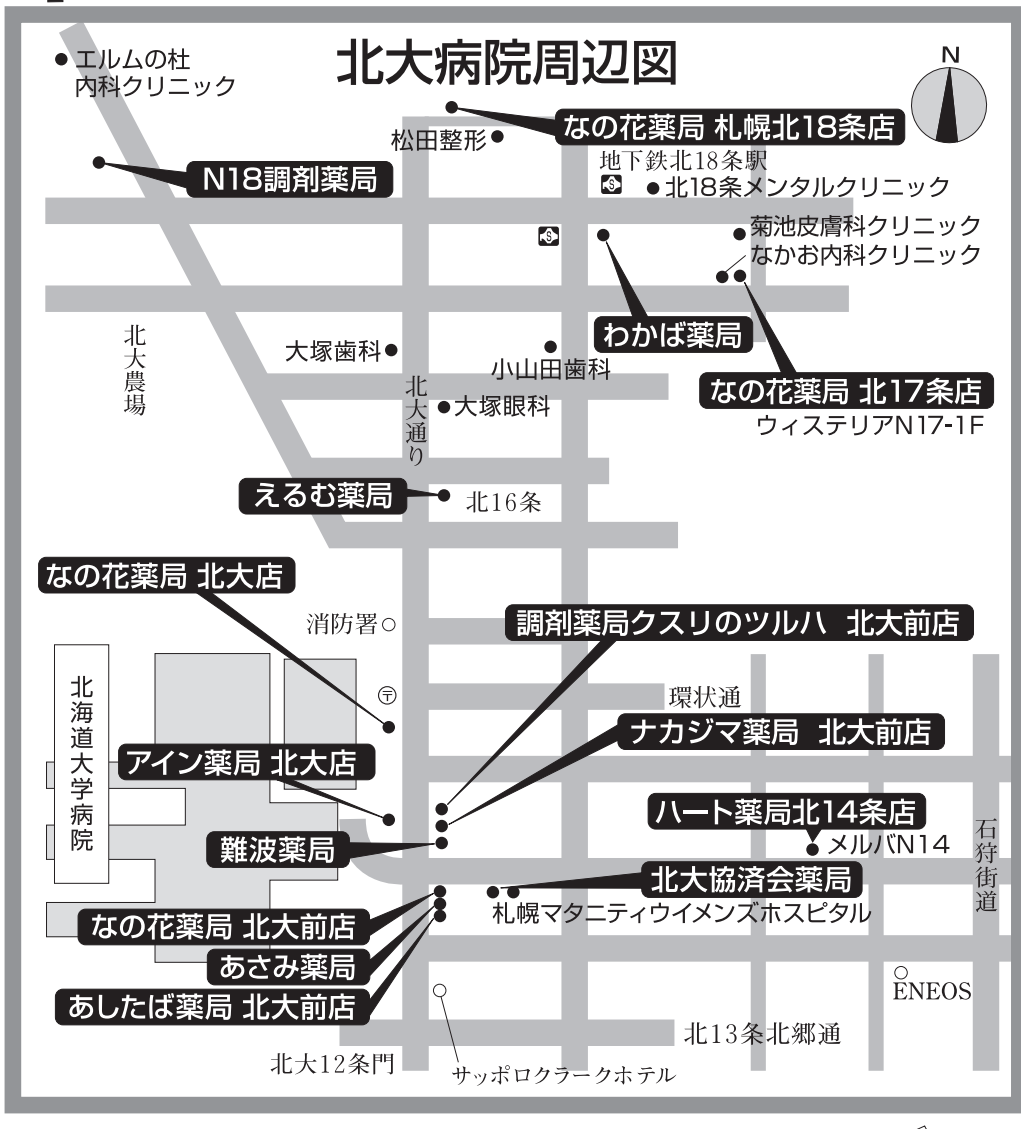 エルムの杜
内科クリニック
北大病院周辺図
N
なの花薬局 札幌北18条店
松田整形
地下鉄北18条駅
N18調剤薬局
北18条メンタルクリニック
菊池皮膚科クリニック
なかお内科クリニック
わかば薬局
北大農場
大塚歯科
小山田歯科
北大通り
大塚眼科
なの花薬局 北17条店
ウィステリアN17-1F
えるむ薬局
北16条
なの花薬局 北大店
消防署
調剤薬局クスリのツルハ 北大前店
〒
環状通
北海道大学病院
ナカジマ薬局 北大前店
アイン薬局 北大店
ハート薬局北14条店
メルバN14
難波薬局
石狩街道
北大協済会薬局
札幌マタニティウイメンズホスピタル
なの花薬局 北大前店
あさみ薬局
あしたば薬局 北大前店
ENEOS
北13条北郷通
北大12条門
サッポロクラークホテル